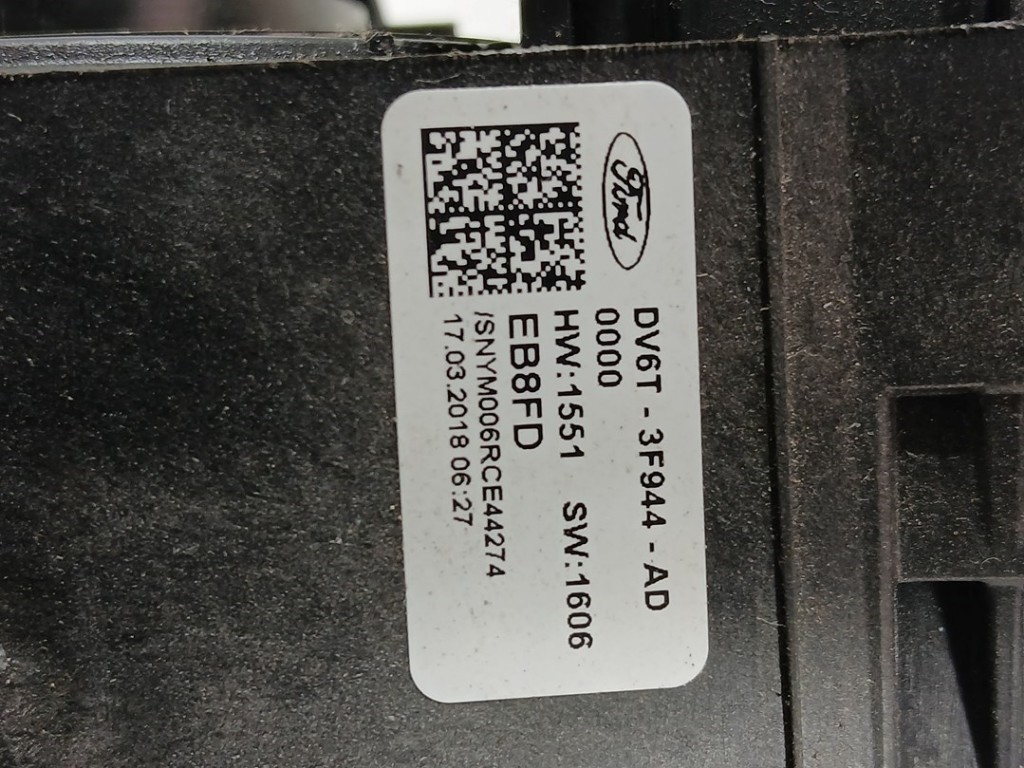 Ford
DV6T - 3F944 - AD
0000
HW:1551 SW:1606
EB8FD
/SNYM006RCE44274
17.03.2018 06:27